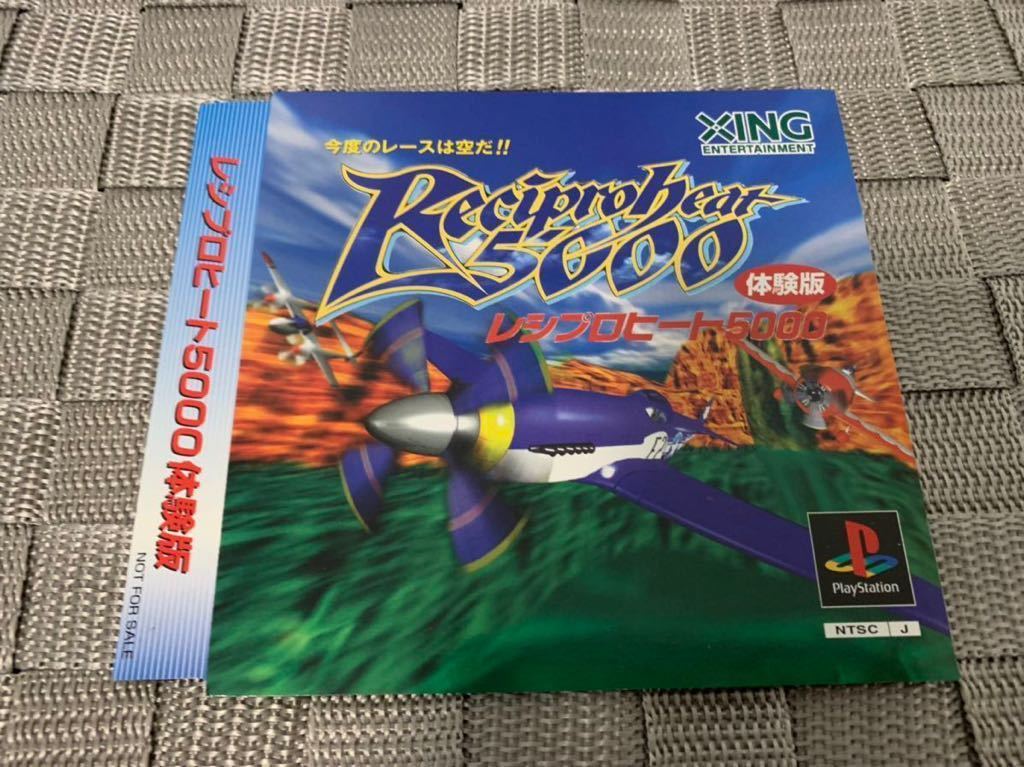 今度のレースは空だ!!
XING
ENTERTAINMENT
Reciproheat
5000
体験版
レシプロヒート5000
PlayStation
NTSC J
レシプロヒート5000体験版
NOT FOR SALE